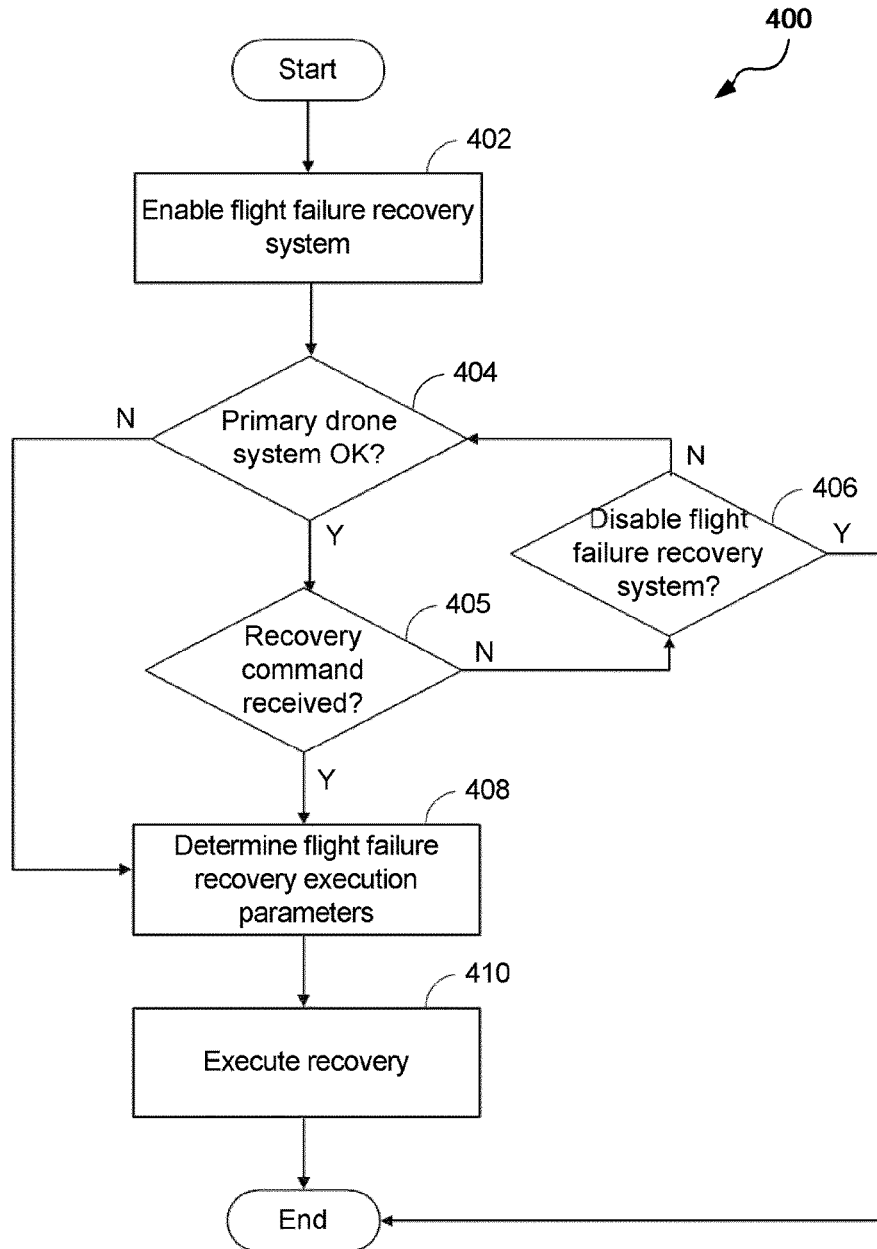 400
Start
402
Enable flight failure recovery
system
404
N
Primary drone
system OK?
N
406
Y
Disable flight
failure recovery
system?
Y
405
Recovery
command
received?
N
Y
408
Determine flight failure
recovery execution
parameters
410
Execute recovery
End